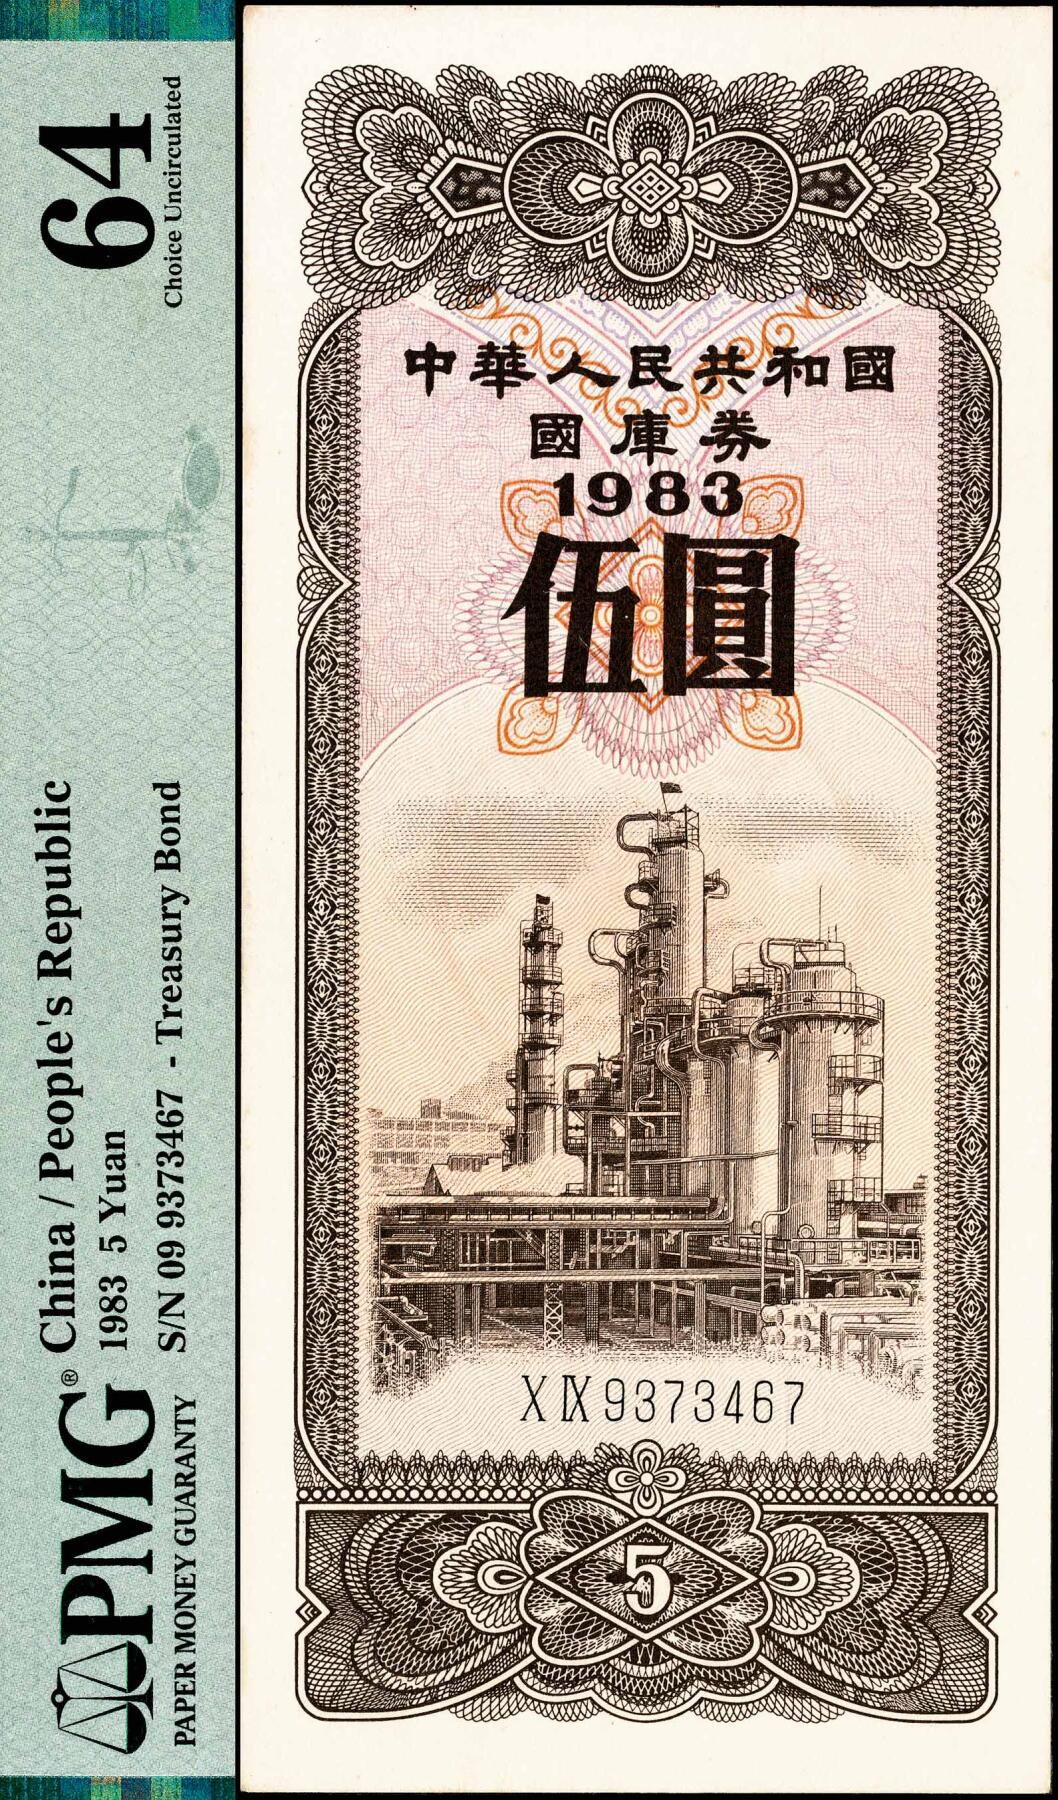 64
Choice Uncirculated
China / People's Republic
1983 5 Yuan
S/N 09 9373467 - Treasury Bond
PMG®
PAPER MONEY GUARANTY
中華人民共和國
國庫券
1983
伍圓
X IX 9373467
5